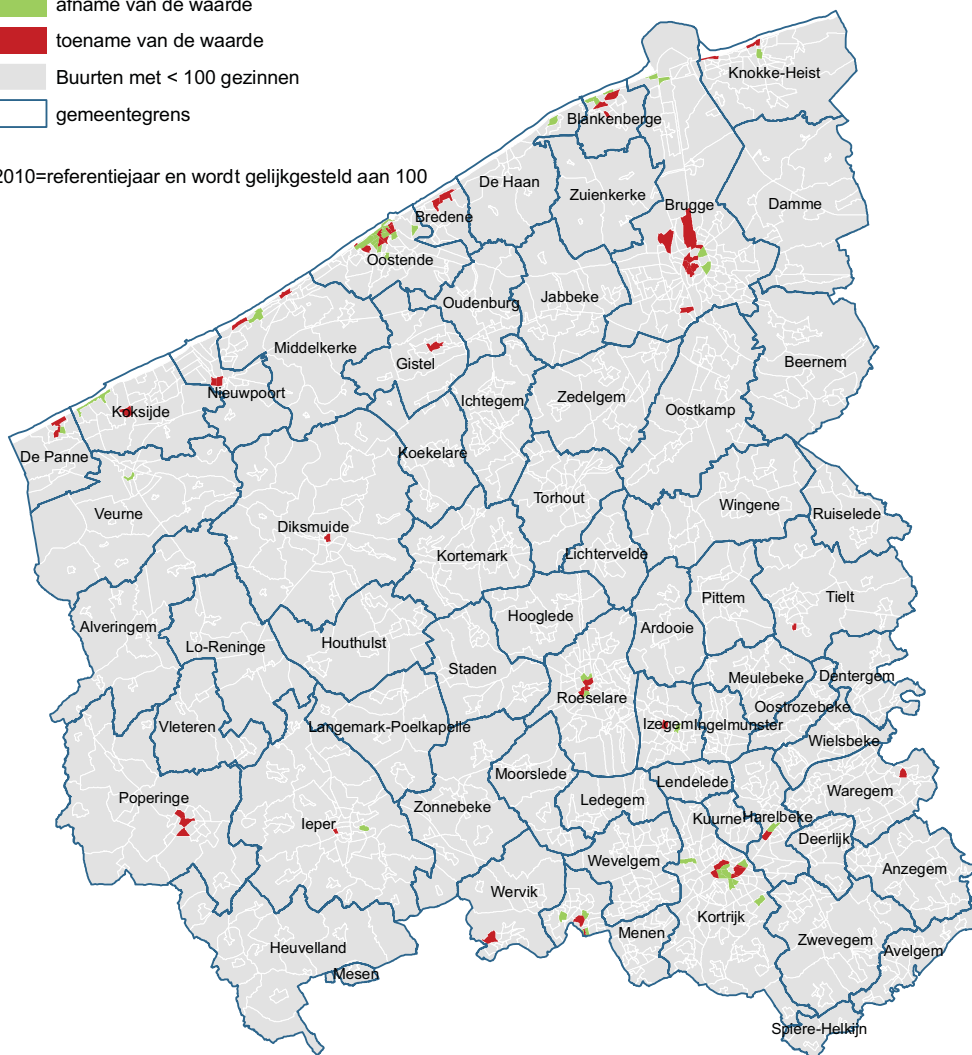 afname van de waarde
toename van de waarde
Buurten met < 100 gezinnen
gemeentegrens
2010=referentiejaar en wordt gelijkgesteld aan 100
Knokke-Heist
Blankenberge
De Haan
Zuienkerke
Brugge
Damme
Bredene
Oostende
Oudenburg
Jabbeke
Middelkerke
Gistel
Beernem
Nieuwpoort
Koksijde
Ichtegem
Zedelgem
Oostkamp
De Panne
Koekelare
Veurne
Torhout
Wingene
Ruiselede
Diksmuide
Kortemark
Lichtervelde
Pittem
Tielt
Alveringem
Lo-Reninge
Houthulst
Hooglede
Ardooie
Staden
Meulebeke
Dentergem
Roeselare
Oostrozebeke
Vleteren
Langemark-Poelkapelle
Izegem
Ingelmunster
Wielsbeke
Moorslede
Lendelede
Waregem
Poperinge
Zonnebeke
Ledegem
Ieper
Kuurne
Harelbeke
Deerlijk
Wevelgem
Anzegem
Wervik
Kortrijk
Menen
Zwevegem
Avelgem
Heuvelland
Mesen
Spiere-Helkijn